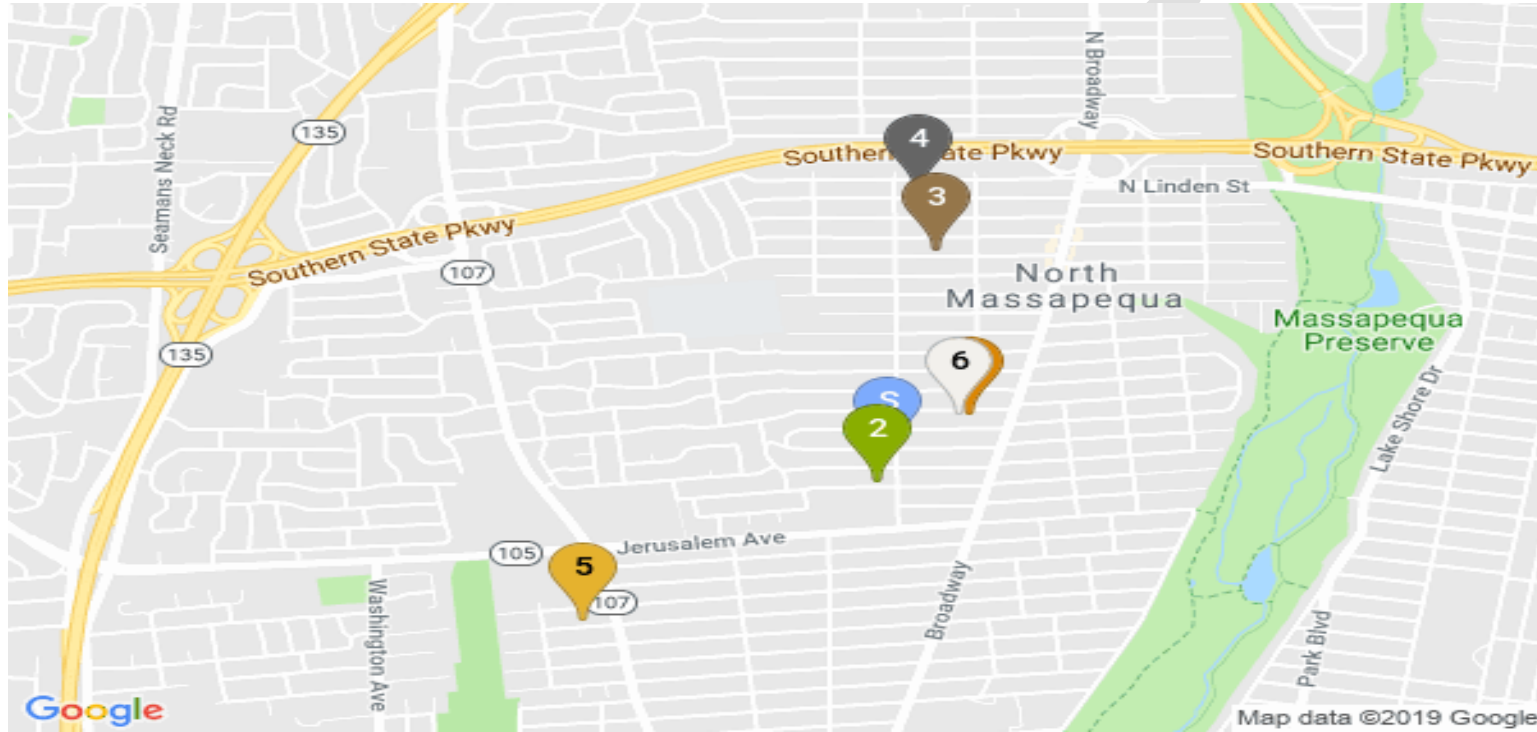 N Broadway
Seamans Neck Rd
135
4
Southern State Pkwy
Southern State Pkwy
N Linden St
3
Southern State Pkwy
107
North
Massapequa
Massapequa
Preserve
135
6
S
2
Lake Shore Dr
Jerusalem Ave
105
5
107
Washington Ave
Broadway
Park Blvd
Google
Map data ©2019 Google